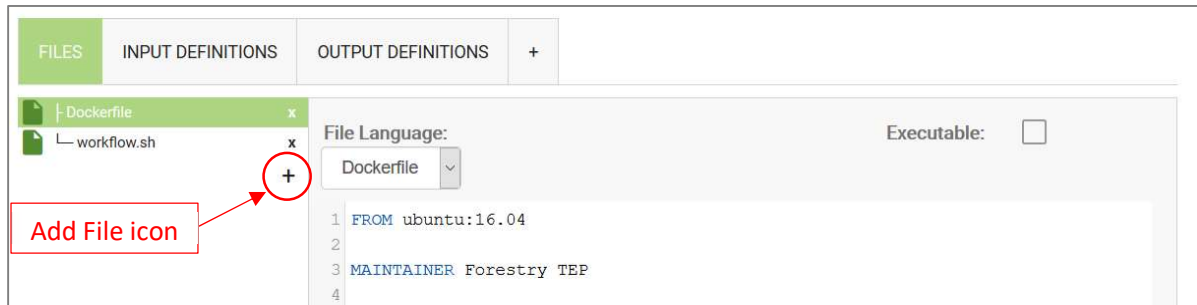 FILES INPUT DEFINITIONS OUTPUT DEFINITIONS +
├ Dockerfile x
└─ workflow.sh x
+
Add File icon
File Language: Executable:
Dockerfile
1 FROM ubuntu:16.04
2
3 MAINTAINER Forestry TEP
4